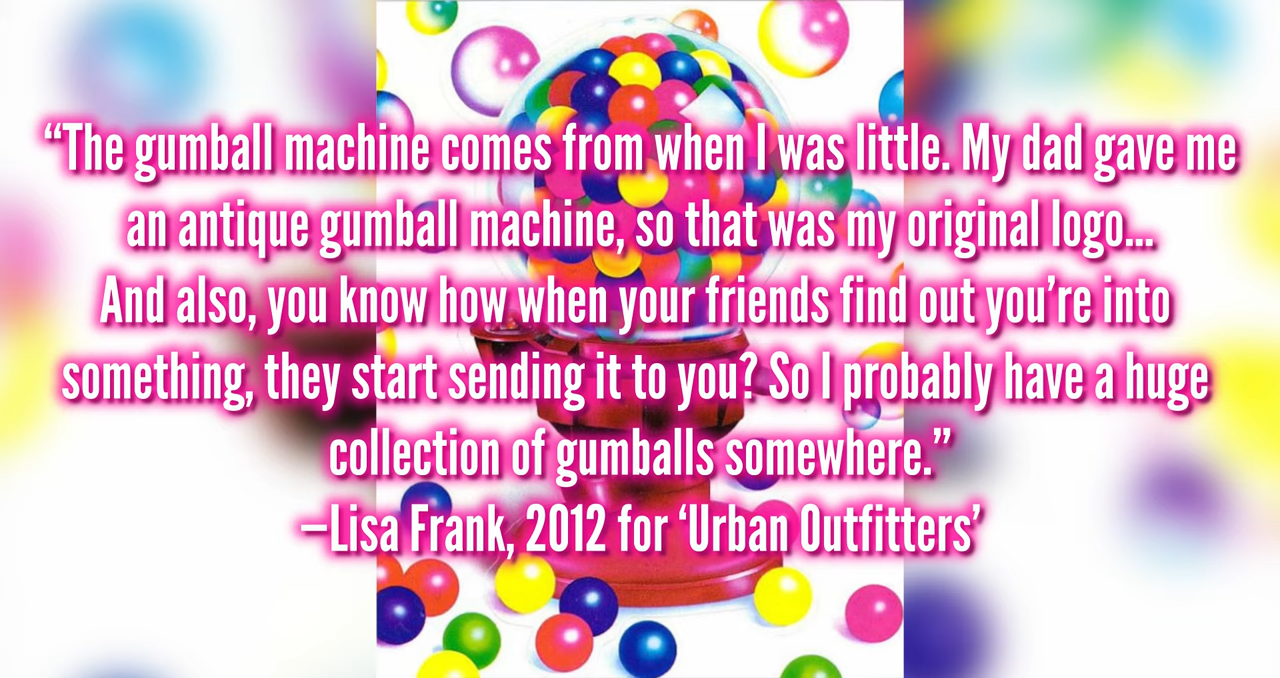 “The gumball machine comes from when I was little. My dad gave me
an antique gumball machine, so that was my original logo...
And also, you know how when your friends find out you’re into
something, they start sending it to you? So I probably have a huge
collection of gumballs somewhere.”
–Lisa Frank, 2012 for ‘Urban Outfitters’